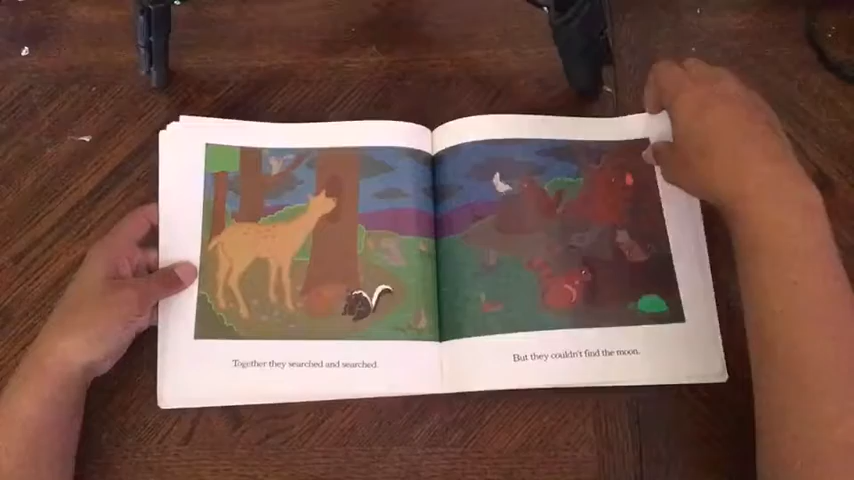 Together they searched and searched.
But they couldn't find the moon.